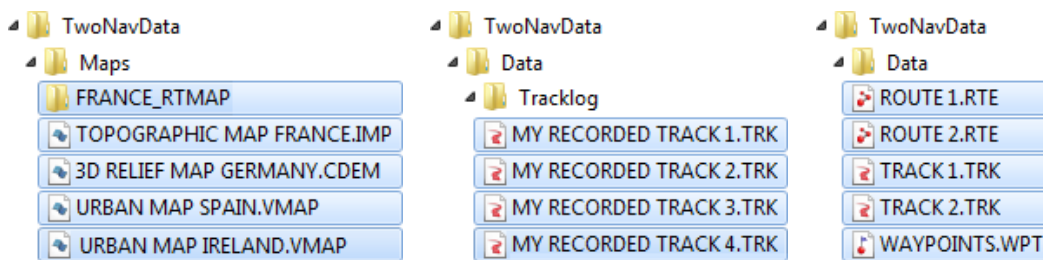 TwoNavData
Maps
FRANCE_RTMAP
TOPOGRAPHIC MAP FRANCE.IMP
3D RELIEF MAP GERMANY.CDEM
URBAN MAP SPAIN.VMAP
URBAN MAP IRELAND.VMAP
TwoNavData
Data
Tracklog
MY RECORDED TRACK 1.TRK
MY RECORDED TRACK 2.TRK
MY RECORDED TRACK 3.TRK
MY RECORDED TRACK 4.TRK
TwoNavData
Data
ROUTE 1.RTE
ROUTE 2.RTE
TRACK 1.TRK
TRACK 2.TRK
WAYPOINTS.WPT